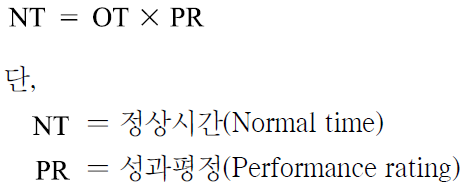 NT = OT × PR
단,
NT = 정상시간(Normal time)
PR = 성과평정(Performance rating)